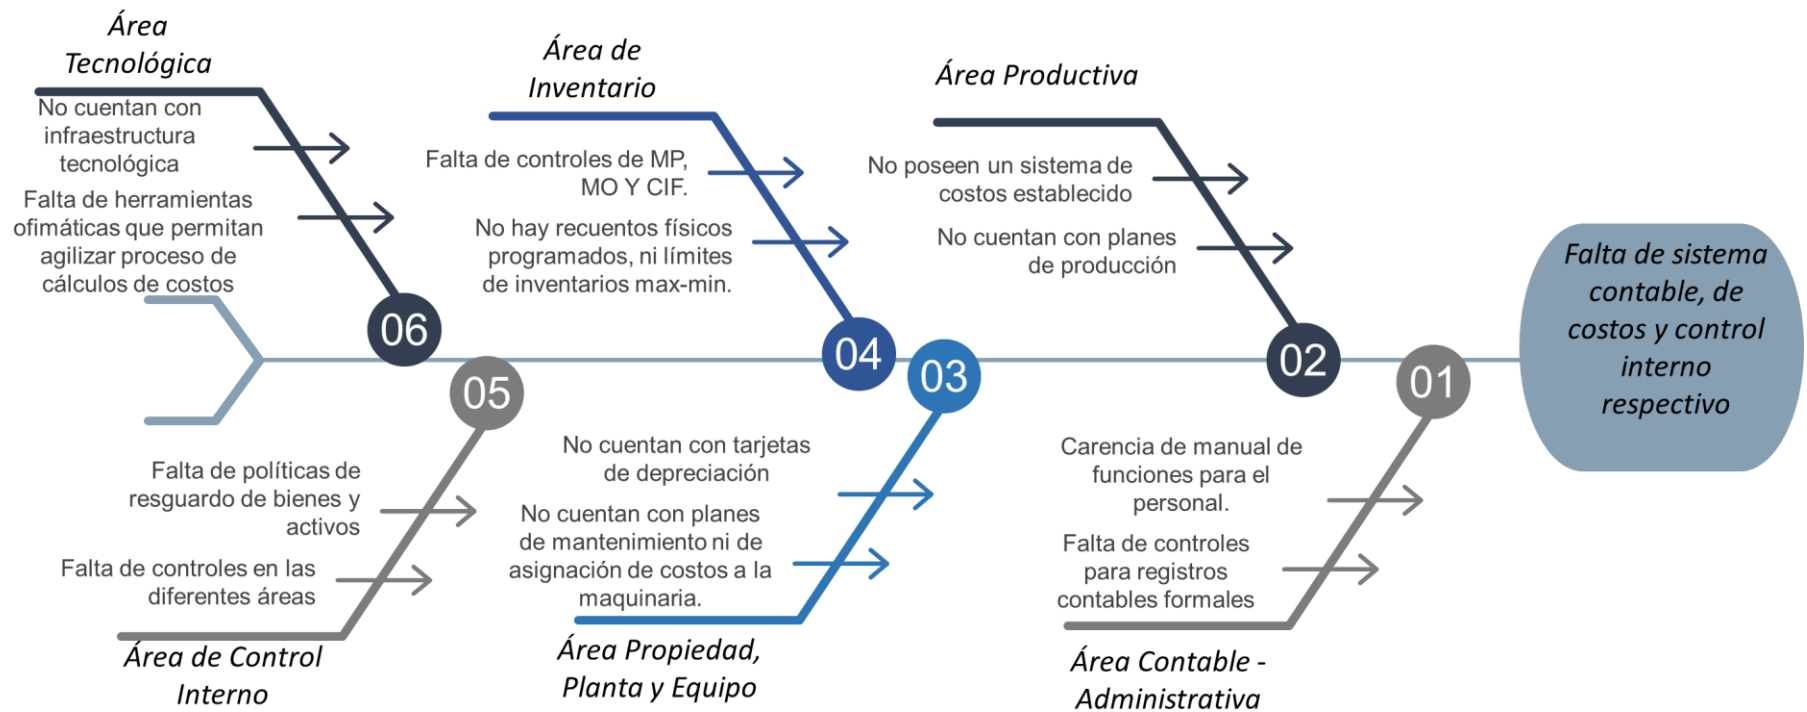 Área
Tecnológica
No cuentan con
infraestructura
tecnológica
Falta de herramientas
ofimáticas que permitan
agilizar proceso de
cálculos de costos
06
Área de
Inventario
Falta de controles de MP,
MO Y CIF.
No hay recuentos físicos
programados, ni límites
de inventarios max-min.
04
Área Productiva
No poseen un sistema de
costos establecido
No cuentan con planes
de producción
02
Falta de sistema
contable, de
costos y control
interno
respectivo
05
Falta de políticas de
resguardo de bienes y
activos
Falta de controles en las
diferentes áreas
Área de Control
Interno
03
No cuentan con tarjetas
de depreciación
No cuentan con planes
de mantenimiento ni de
asignación de costos a la
maquinaria.
Área Propiedad,
Planta y Equipo
01
Carencia de manual de
funciones para el
personal.
Falta de controles
para registros
contables formales
Área Contable -
Administrativa